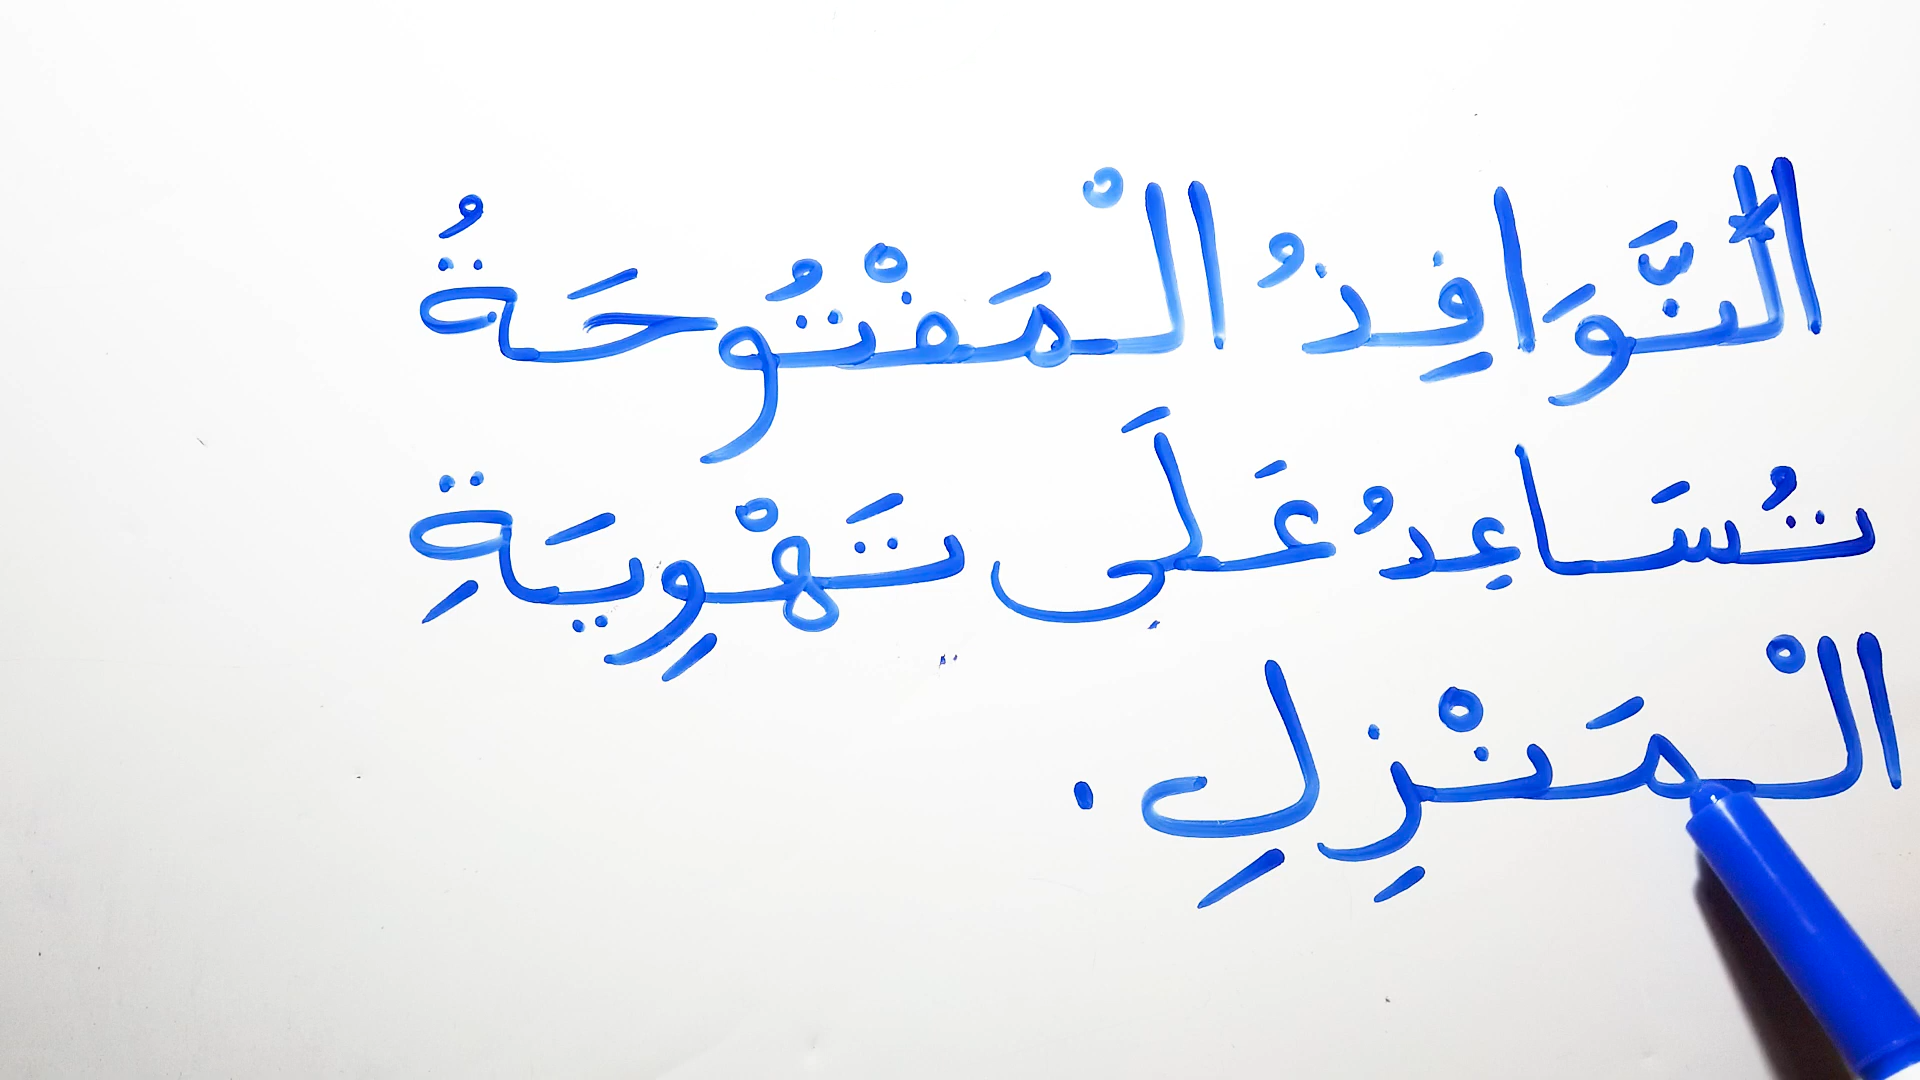 النَّوَافِذُ الْمَفْتُوحَةُ
تُسَاعِدُ عَلَى تَهْوِيَةِ
الْمَنْزِلِ.